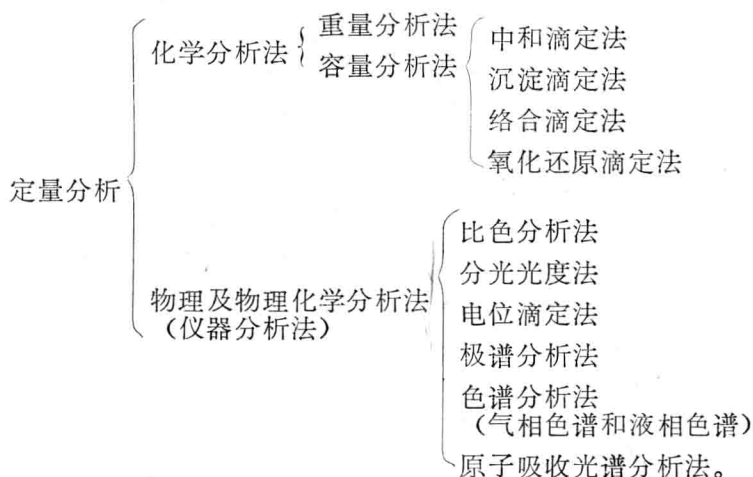 定量分析
化学分析法
重量分析法
容量分析法
中和滴定法
沉淀滴定法
络合滴定法
氧化还原滴定法
物理及物理化学分析法
（仪器分析法）
比色分析法
分光光度法
电位滴定法
极谱分析法
色谱分析法
（气相色谱和液相色谱）
原子吸收光谱分析法。